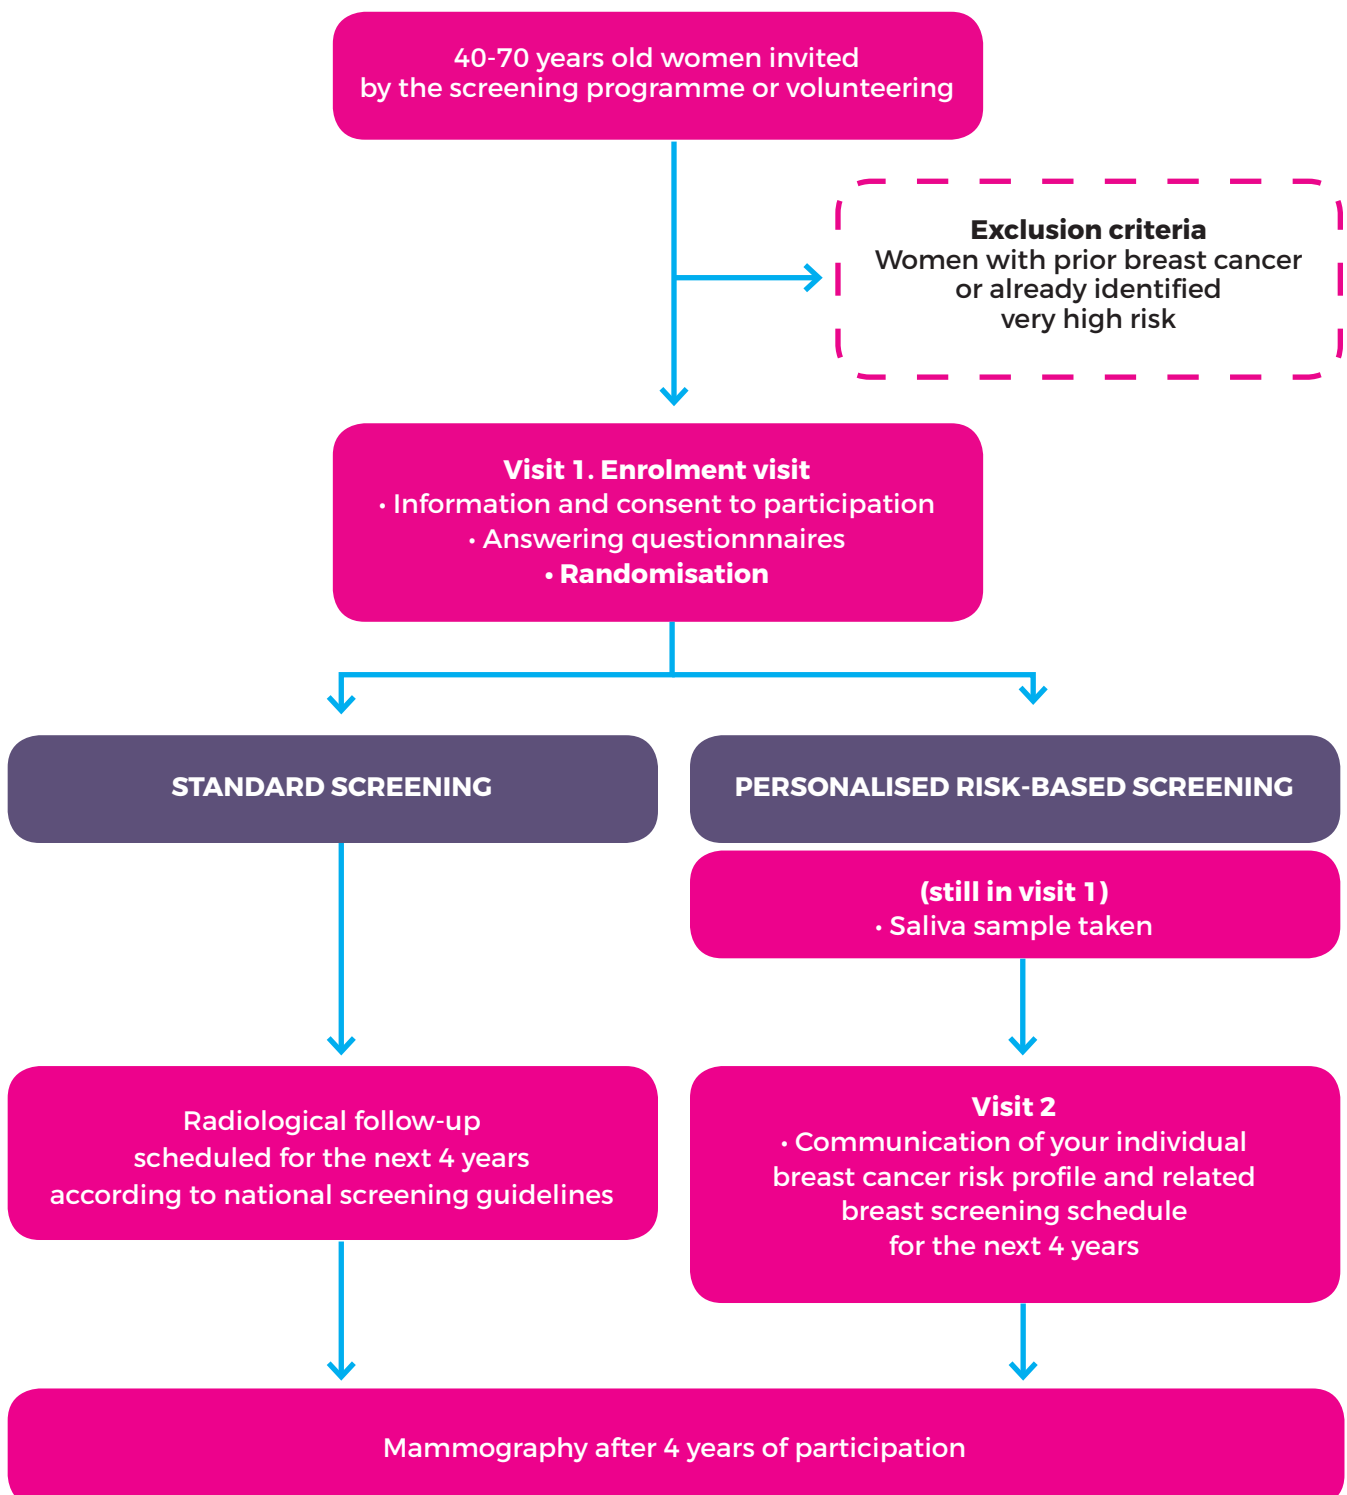 40-70 years old women invited
by the screening programme or volunteering
Exclusion criteria
Women with prior breast cancer
or already identified
very high risk
Visit 1. Enrolment visit
• Information and consent to participation
• Answering questionnnaires
• Randomisation
STANDARD SCREENING
PERSONALISED RISK-BASED SCREENING
(still in visit 1)
• Saliva sample taken
Radiological follow-up
scheduled for the next 4 years
according to national screening guidelines
Visit 2
• Communication of your individual
breast cancer risk profile and related
breast screening schedule
for the next 4 years
Mammography after 4 years of participation